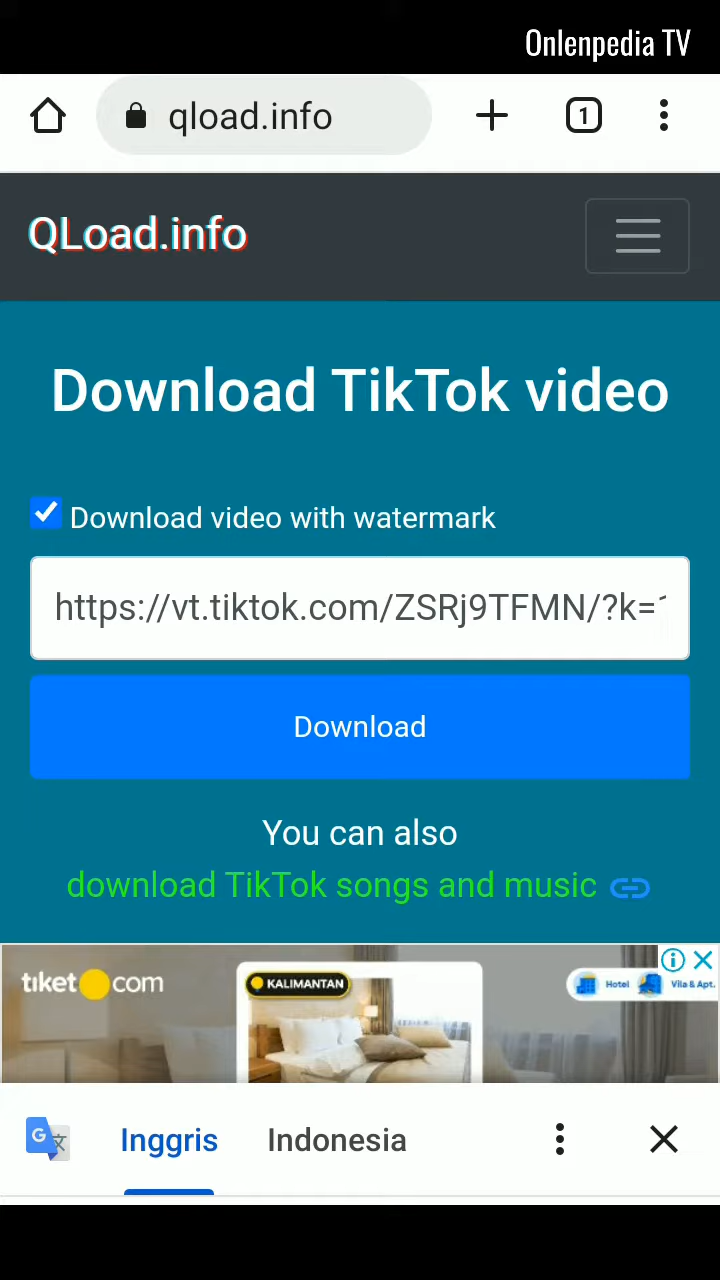 Onlenpedia TV
qload.info
1
QLoad.info
Download TikTok video
Download video with watermark
https://vt.tiktok.com/ZSRj9TFMN/?k=
Download
You can also
download TikTok songs and music
tiket.com
KALIMANTAN
Hotel
Vila & Apt.
G
Inggris
Indonesia